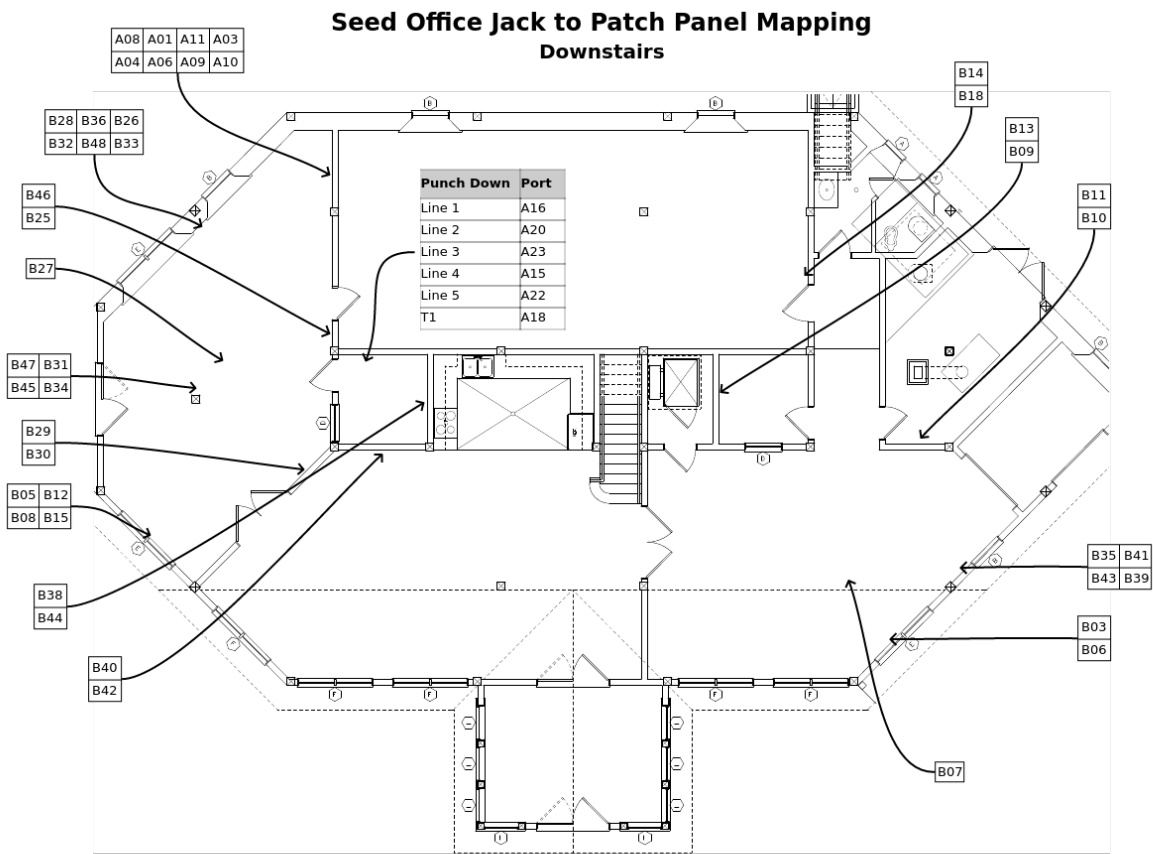 Seed Office Jack to Patch Panel Mapping
Downstairs
A08 A01 A11 A03
A04 A06 A09 A10
B14
B18
B28 B36 B26
B32 B48 B33
B13
B09
B46
B25
B11
B10
Punch Down Port
Line 1 A16
Line 2 A20
Line 3 A23
Line 4 A15
Line 5 A22
T1 A18
B27
B47 B31
B45 B34
B29
B30
B05 B12
B08 B15
B35 B41
B43 B39
B38
B44
B03
B06
B40
B42
B07
B
B
B
A
F
F
F
F
D